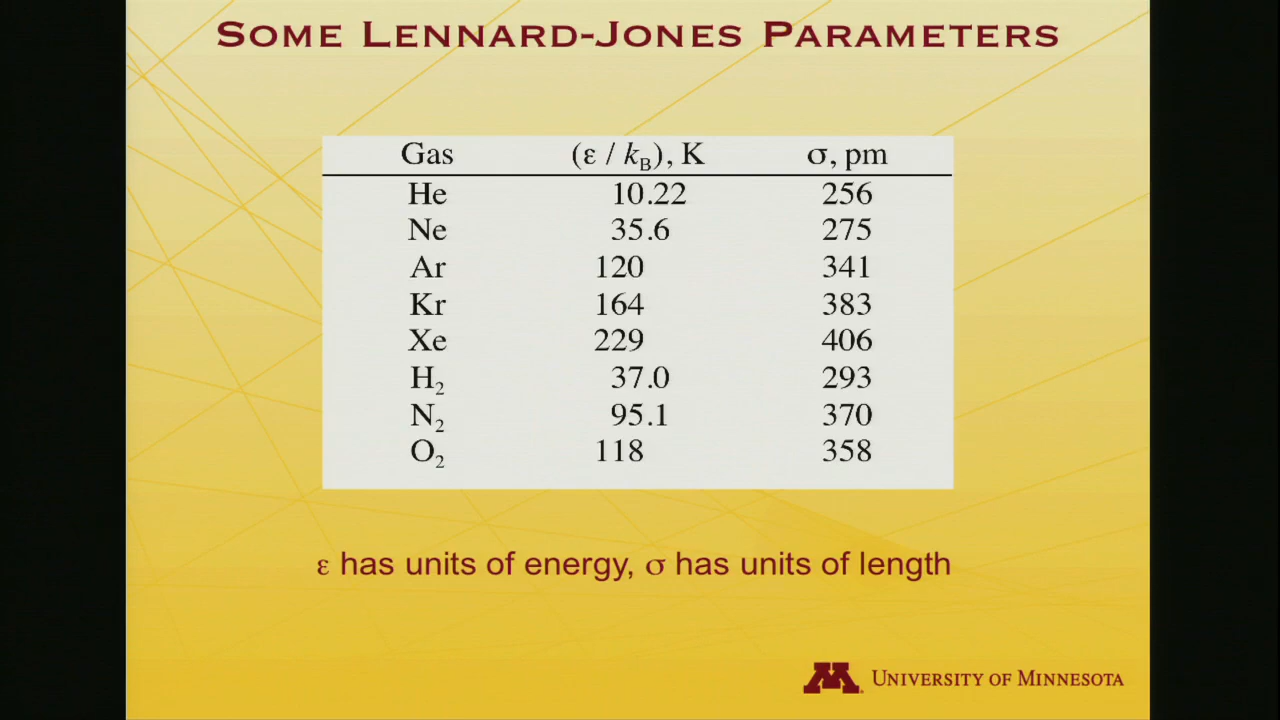 SOME LENNARD-JONES PARAMETERS
Gas (ε / kB), K σ, pm
He 10.22 256
Ne 35.6 275
Ar 120 341
Kr 164 383
Xe 229 406
H2 37.0 293
N2 95.1 370
O2 118 358
ε has units of energy, σ has units of length
M UNIVERSITY OF MINNESOTA